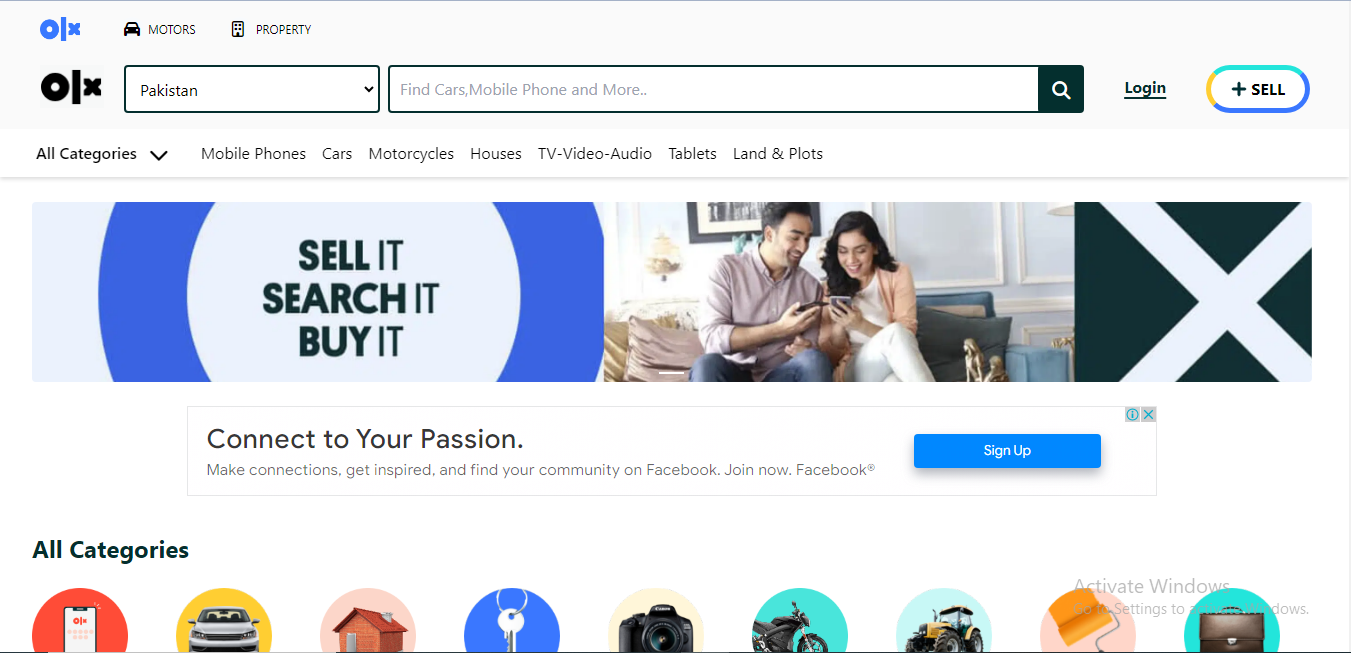 olx MOTORS PROPERTY
olx Pakistan Find Cars,Mobile Phone and More.. Login + SELL
All Categories Mobile Phones Cars Motorcycles Houses TV-Video-Audio Tablets Land & Plots
SELL IT
SEARCH IT
BUY IT
Connect to Your Passion.
Make connections, get inspired, and find your community on Facebook. Join now. Facebook®
Sign Up
All Categories
olx
Canon
Activate Windows
Go to Settings to activate Windows.